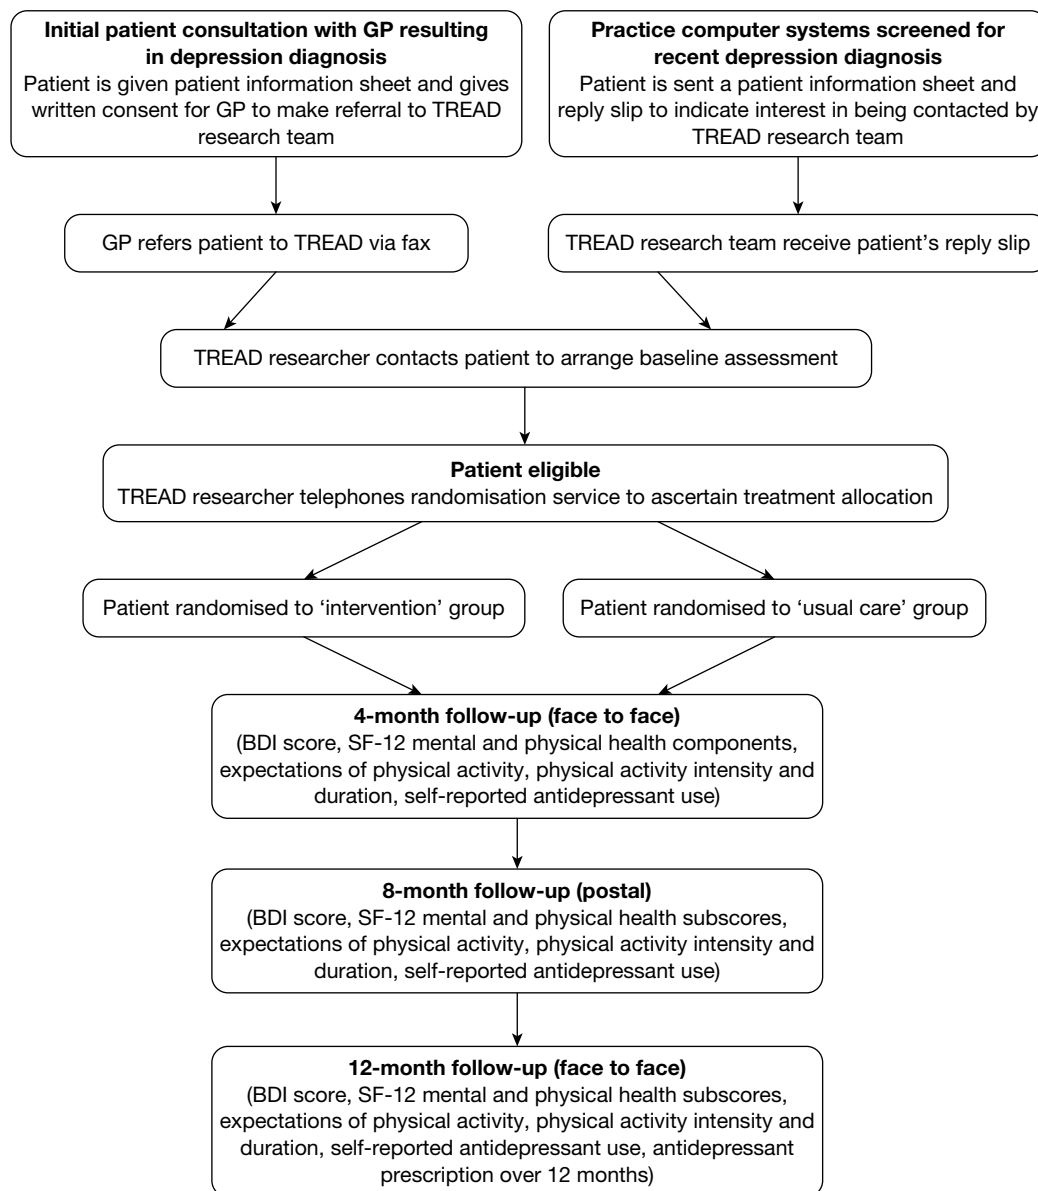 Initial patient consultation with GP resulting
in depression diagnosis
Patient is given patient information sheet and gives
written consent for GP to make referral to TREAD
research team
Practice computer systems screened for
recent depression diagnosis
Patient is sent a patient information sheet and
reply slip to indicate interest in being contacted by
TREAD research team
GP refers patient to TREAD via fax
TREAD research team receive patient’s reply slip
TREAD researcher contacts patient to arrange baseline assessment
Patient eligible
TREAD researcher telephones randomisation service to ascertain treatment allocation
Patient randomised to ‘intervention’ group
Patient randomised to ‘usual care’ group
4-month follow-up (face to face)
(BDI score, SF-12 mental and physical health components,
expectations of physical activity, physical activity intensity and
duration, self-reported antidepressant use)
8-month follow-up (postal)
(BDI score, SF-12 mental and physical health subscores,
expectations of physical activity, physical activity intensity and
duration, self-reported antidepressant use)
12-month follow-up (face to face)
(BDI score, SF-12 mental and physical health subscores,
expectations of physical activity, physical activity intensity and
duration, self-reported antidepressant use, antidepressant
prescription over 12 months)